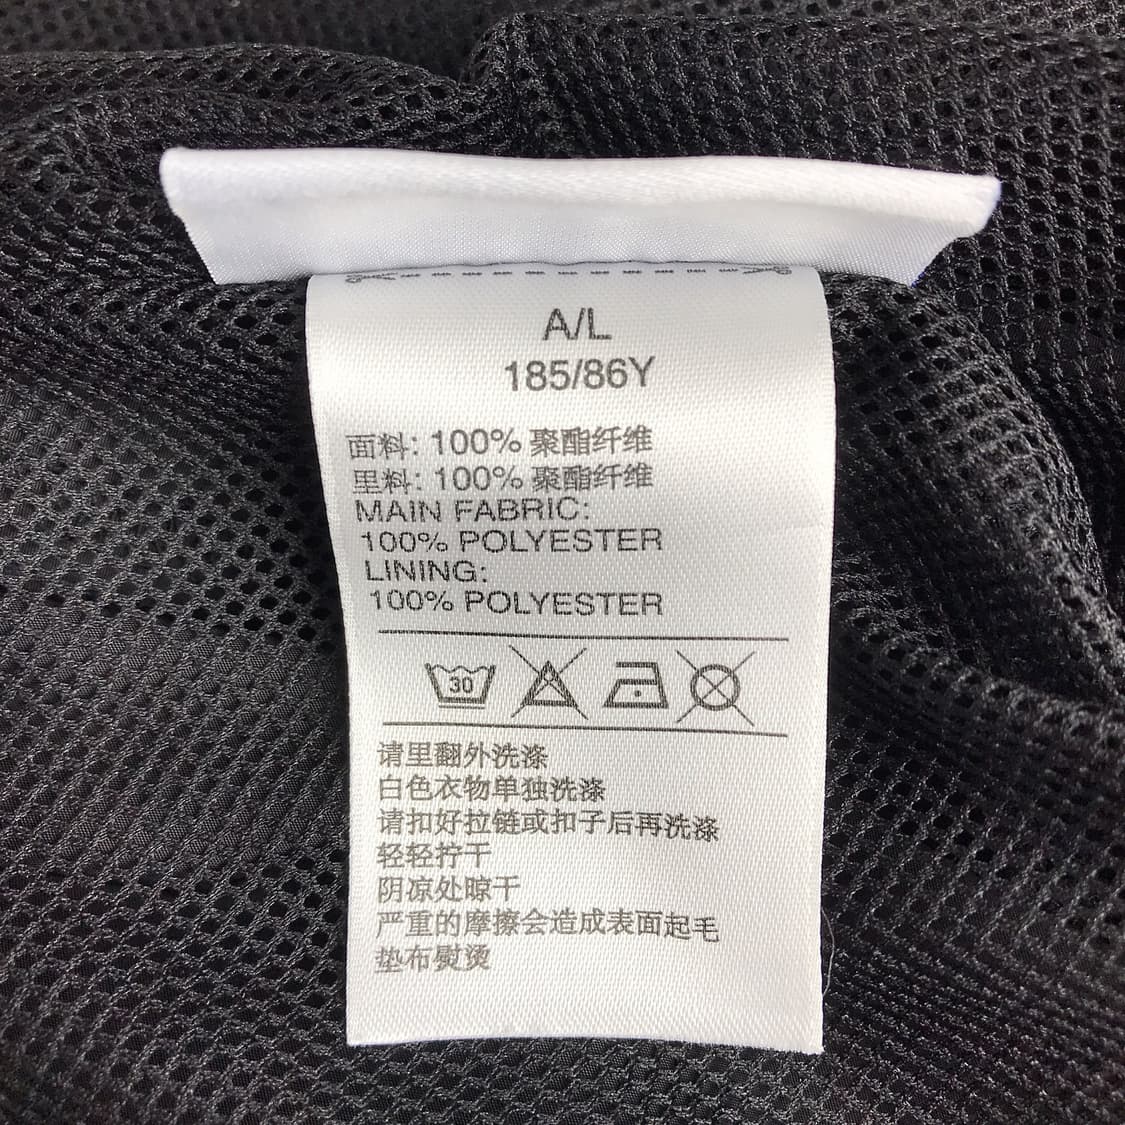 A/L
185/86Y
面料: 100% 聚酯纤维
里料: 100% 聚酯纤维
MAIN FABRIC:
100% POLYESTER
LINING:
100% POLYESTER
30
请里翻外洗涤
白色衣物单独洗涤
请扣好拉链或扣子后再洗涤
轻轻拧干
阴凉处晾干
严重的摩擦会造成表面起毛
垫布熨烫